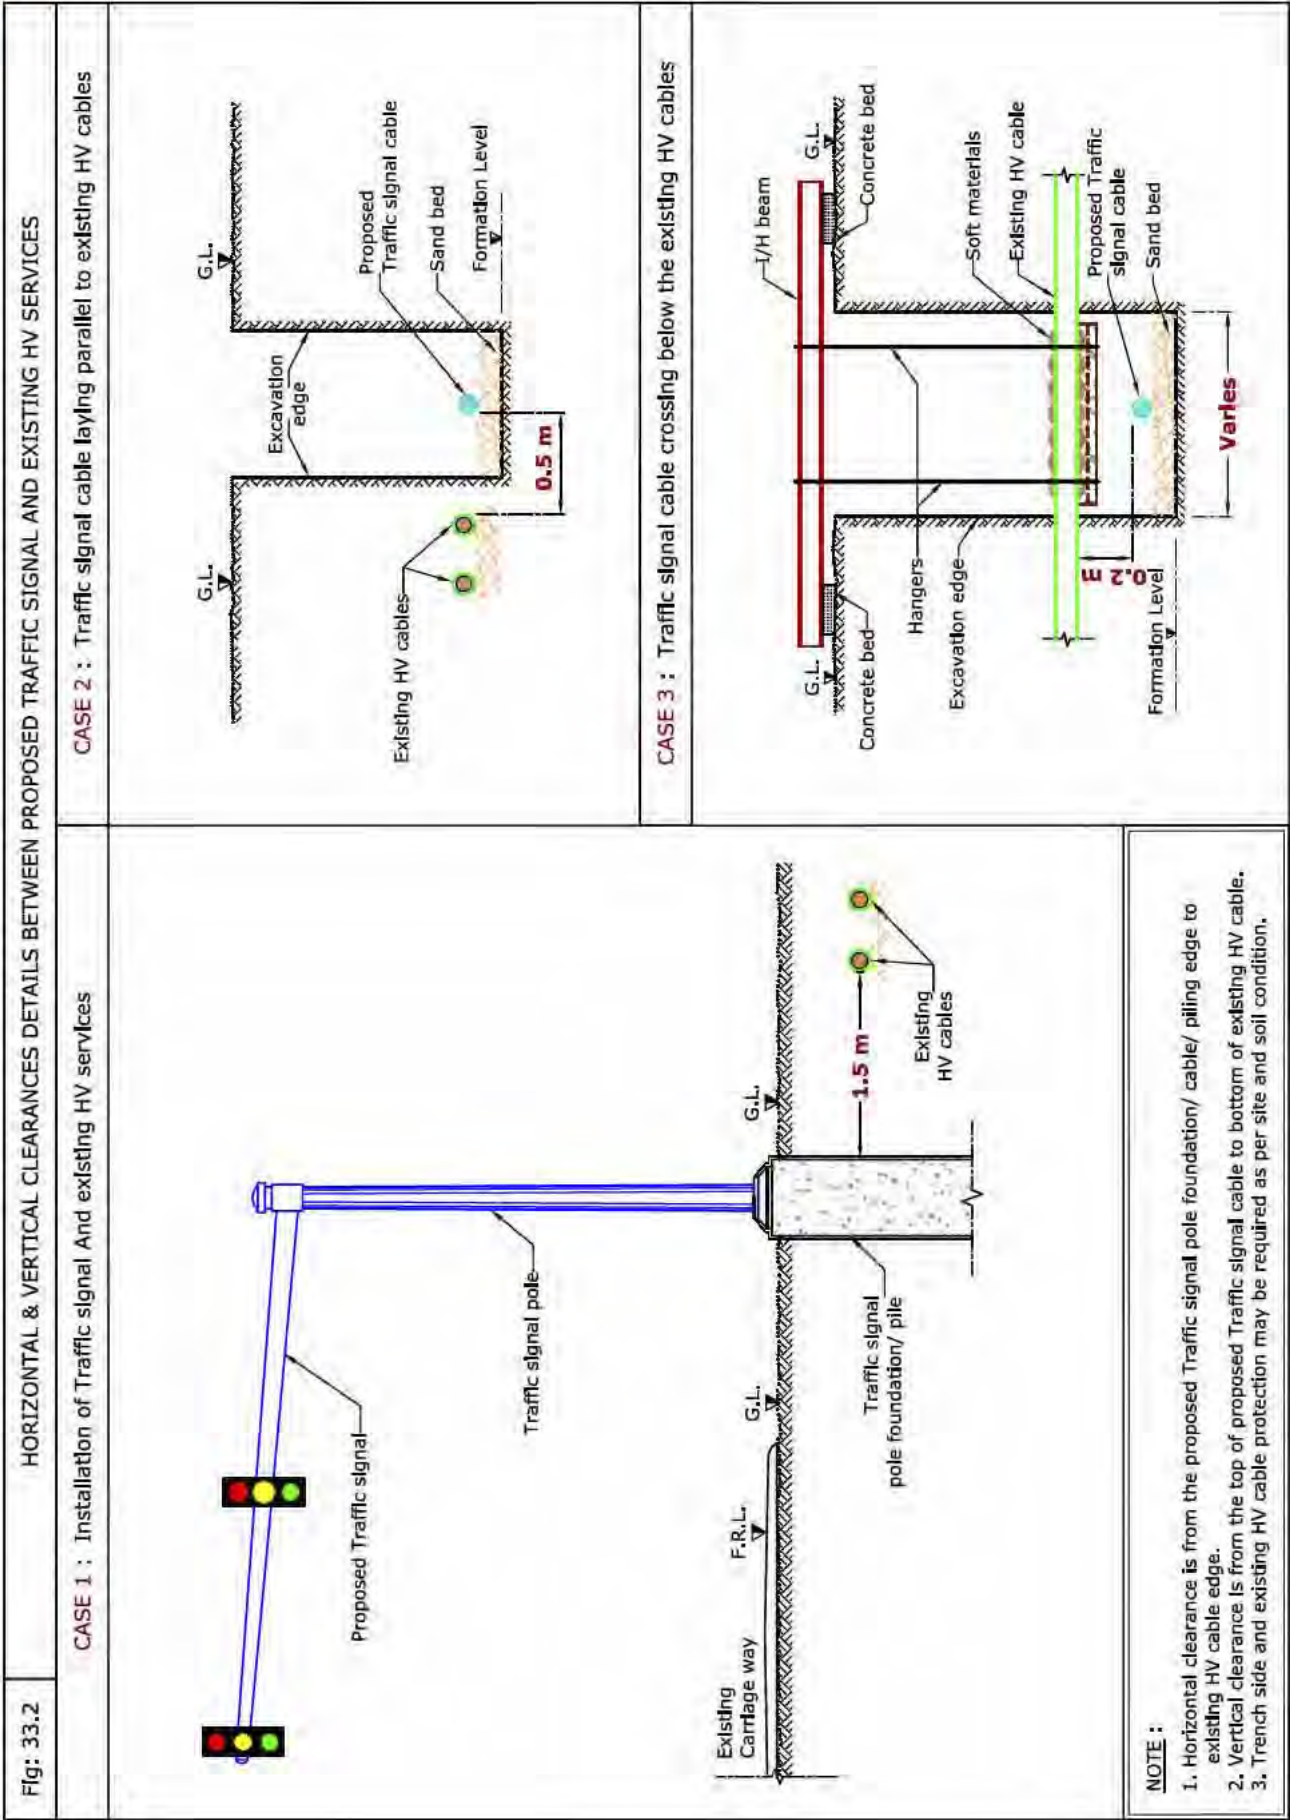 Fig: 33.2
HORIZONTAL & VERTICAL CLEARANCES DETAILS BETWEEN PROPOSED TRAFFIC SIGNAL AND EXISTING HV SERVICES
CASE 1 : Installation of Traffic signal And existing HV services
Proposed Traffic signal
Traffic signal pole
Existing
Carriage way
F.R.L.
G.L.
G.L.
Traffic signal
pole foundation/ pile
1.5 m
Existing
HV cables
CASE 2 : Traffic signal cable laying parallel to existing HV cables
G.L.
G.L.
Excavation
edge
Existing HV cables
Proposed
Traffic signal cable
Sand bed
Formation Level
0.5 m
CASE 3 : Traffic signal cable crossing below the existing HV cables
I/H beam
G.L.
G.L.
Concrete bed
Concrete bed
Hangers
Excavation edge
Soft materials
Existing HV cable
Proposed Traffic
signal cable
Sand bed
0.2 m
Formation Level
Varies
NOTE :
1. Horizontal clearance is from the proposed Traffic signal pole foundation/ cable/ piling edge to
existing HV cable edge.
2. Vertical clearance is from the top of proposed Traffic signal cable to bottom of existing HV cable.
3. Trench side and existing HV cable protection may be required as per site and soil condition.